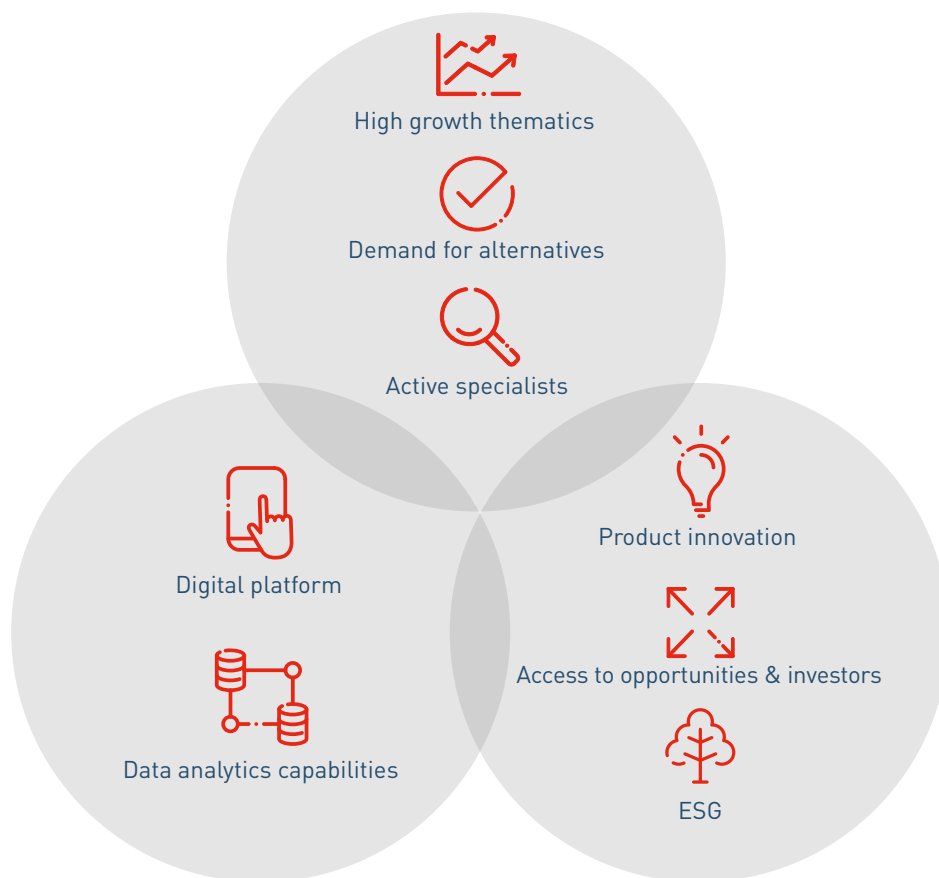 High growth thematics
Demand for alternatives
Active specialists
Digital platform
Data analytics capabilities
Product innovation
Access to opportunities & investors
ESG